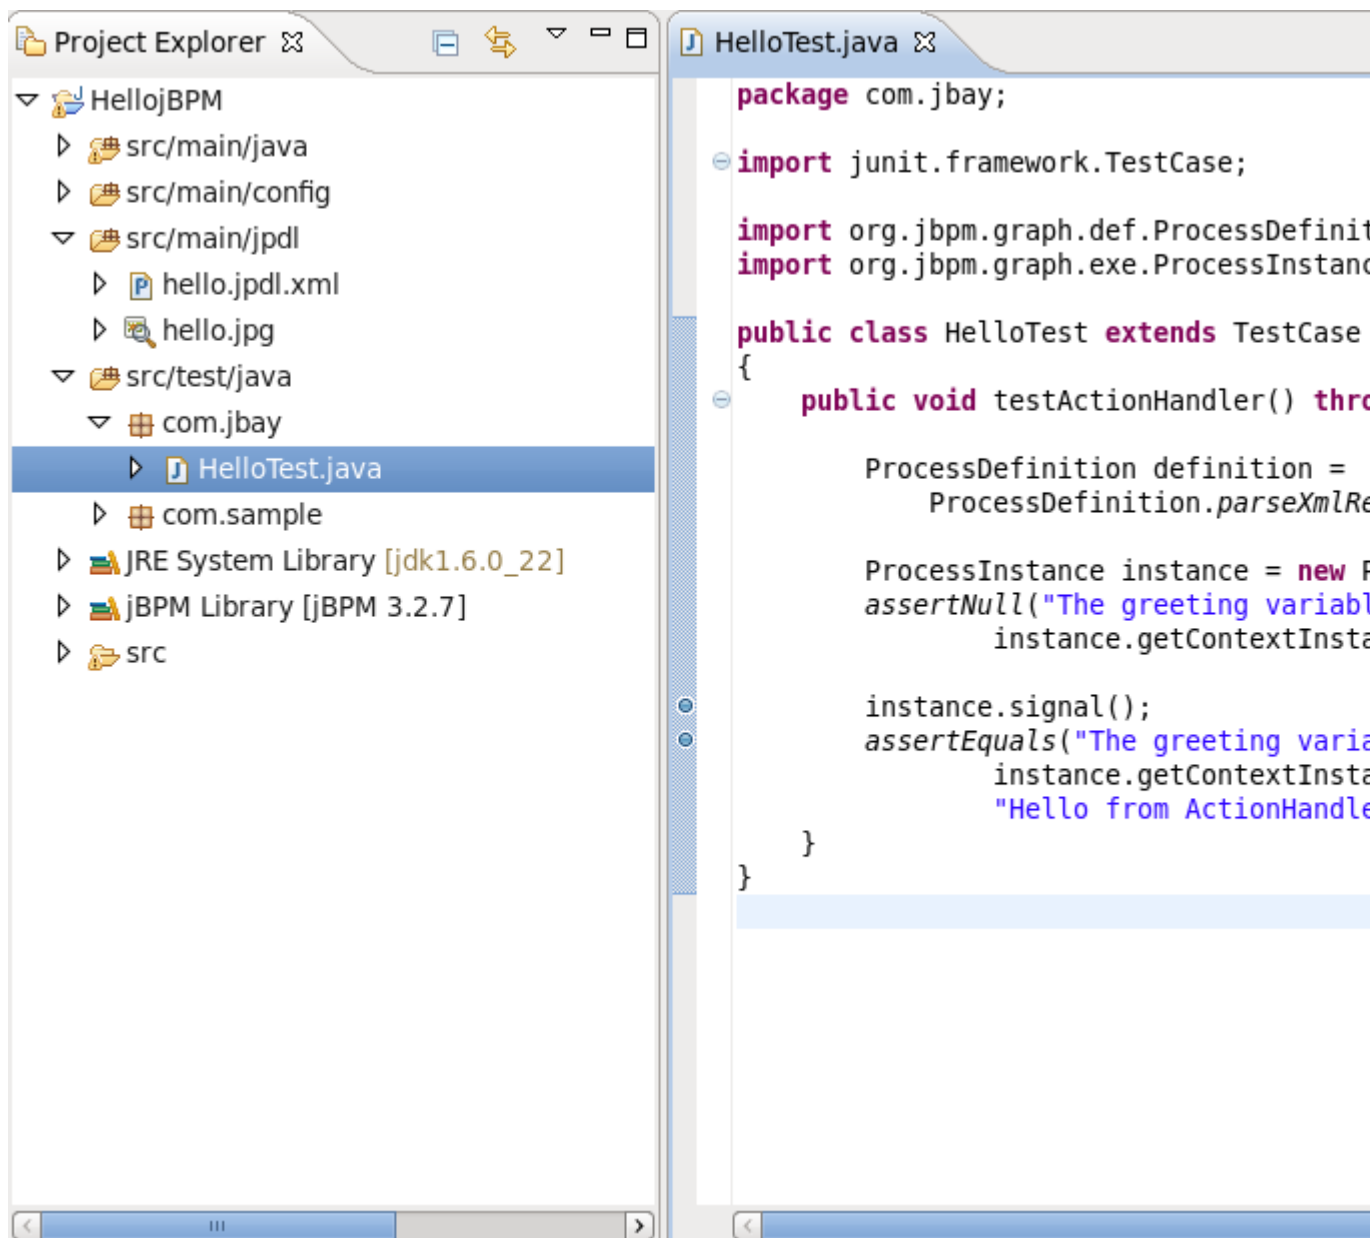 Project Explorer
HellojBPM
src/main/java
src/main/config
src/main/jpdl
hello.jpdl.xml
hello.jpg
src/test/java
com.jbay
HelloTest.java
com.sample
JRE System Library [jdk1.6.0_22]
jBPM Library [jBPM 3.2.7]
src
HelloTest.java
package com.jbay;
import junit.framework.TestCase;
import org.jbpm.graph.def.ProcessDefinit
import org.jbpm.graph.exe.ProcessInstanc
public class HelloTest extends TestCase
{
public void testActionHandler() thro
ProcessDefinition definition =
ProcessDefinition.parseXmlRe
ProcessInstance instance = new P
assertNull("The greeting variabl
instance.getContextInsta
instance.signal();
assertEquals("The greeting varia
instance.getContextInsta
"Hello from ActionHandle
}
}